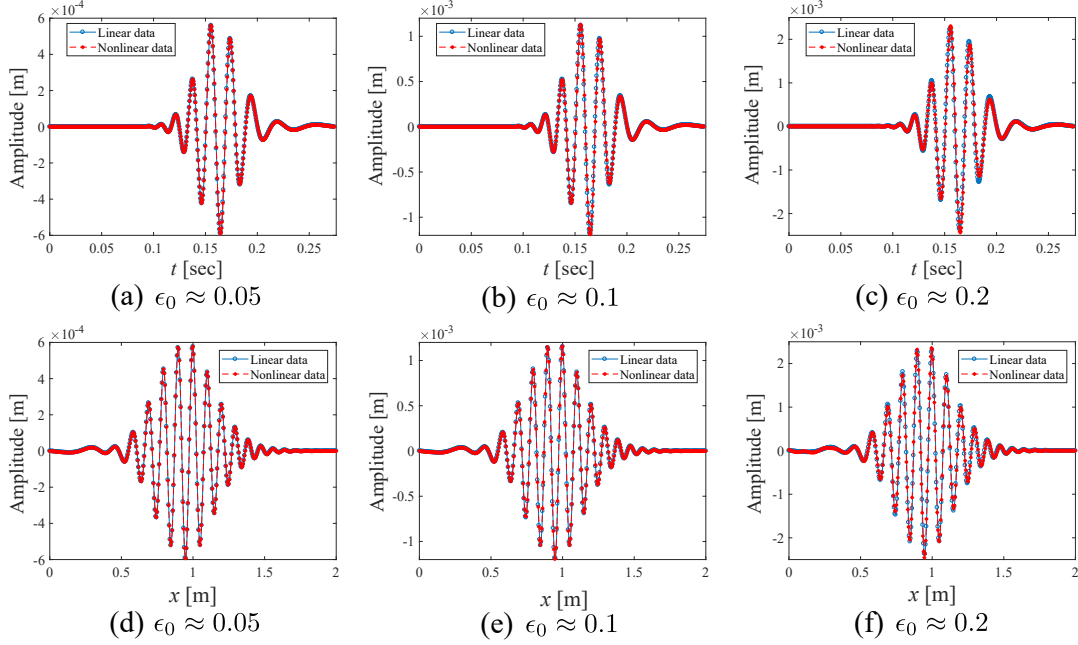 ×10-4
Linear data
Nonlinear data
Amplitude [m]
6
4
2
0
-2
-4
-6
0 0.05 0.1 0.15 0.2 0.25
t [sec]
(a) ϵ0 ≈ 0.05
×10-3
Linear data
Nonlinear data
Amplitude [m]
1
0.5
0
-0.5
-1
0 0.05 0.1 0.15 0.2 0.25
t [sec]
(b) ϵ0 ≈ 0.1
×10-3
Linear data
Nonlinear data
Amplitude [m]
2
1
0
-1
-2
0 0.05 0.1 0.15 0.2 0.25
t [sec]
(c) ϵ0 ≈ 0.2
×10-4
Linear data
Nonlinear data
Amplitude [m]
6
4
2
0
-2
-4
-6
0 0.5 1 1.5 2
x [m]
(d) ϵ0 ≈ 0.05
×10-3
Linear data
Nonlinear data
Amplitude [m]
1
0.5
0
-0.5
-1
0 0.5 1 1.5 2
x [m]
(e) ϵ0 ≈ 0.1
×10-3
Linear data
Nonlinear data
Amplitude [m]
2
1
0
-1
-2
0 0.5 1 1.5 2
x [m]
(f) ϵ0 ≈ 0.2